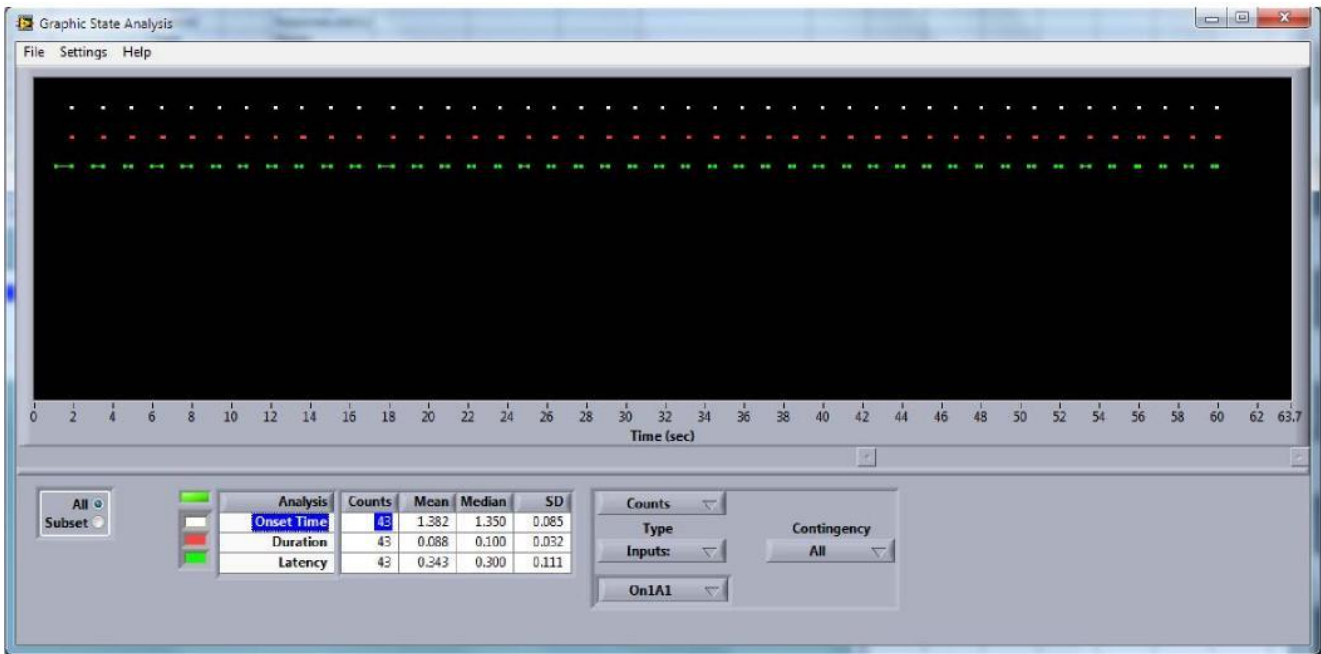 Graphic State Analysis
File Settings Help
0 2 4 6 8 10 12 14 16 18 20 22 24 26 28 30 32 34 36 38 40 42 44 46 48 50 52 54 56 58 60 62 63.7
Time (sec)
All
Subset
Analysis Counts Mean Median SD
Onset Time 43 1.382 1.350 0.085
Duration 43 0.088 0.100 0.032
Latency 43 0.343 0.300 0.111
Counts
Type
Inputs:
On1A1
Contingency
All